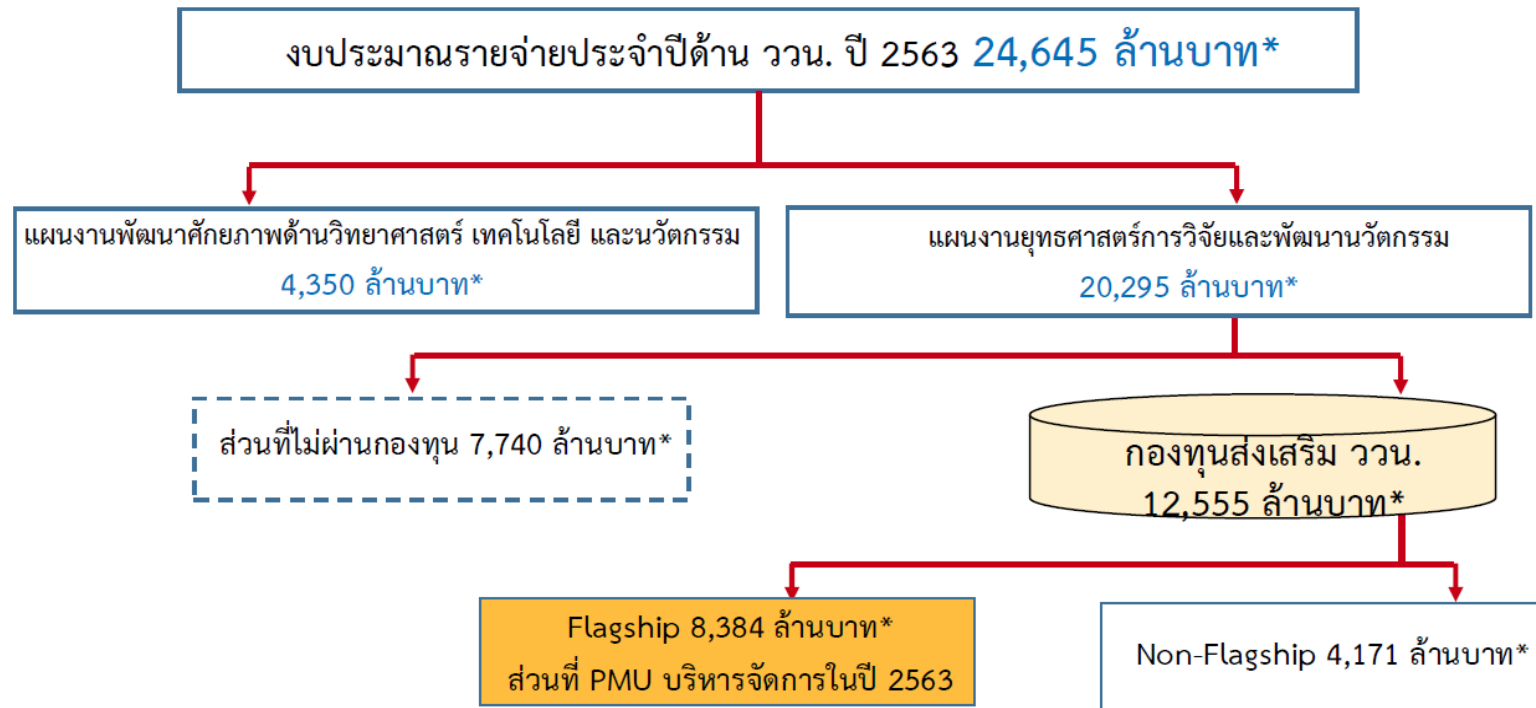 งบประมาณรายจ่ายประจำปีด้าน ววน. ปี 2563 24,645 ล้านบาท*
แผนงานพัฒนาศักยภาพด้านวิทยาศาสตร์ เทคโนโลยี และนวัตกรรม
4,350 ล้านบาท*
แผนงานยุทธศาสตร์การวิจัยและพัฒนานวัตกรรม
20,295 ล้านบาท*
ส่วนที่ไม่ผ่านกองทุน 7,740 ล้านบาท*
กองทุนส่งเสริม ววน.
12,555 ล้านบาท*
Flagship 8,384 ล้านบาท*
ส่วนที่ PMU บริหารจัดการในปี 2563
Non-Flagship 4,171 ล้านบาท*